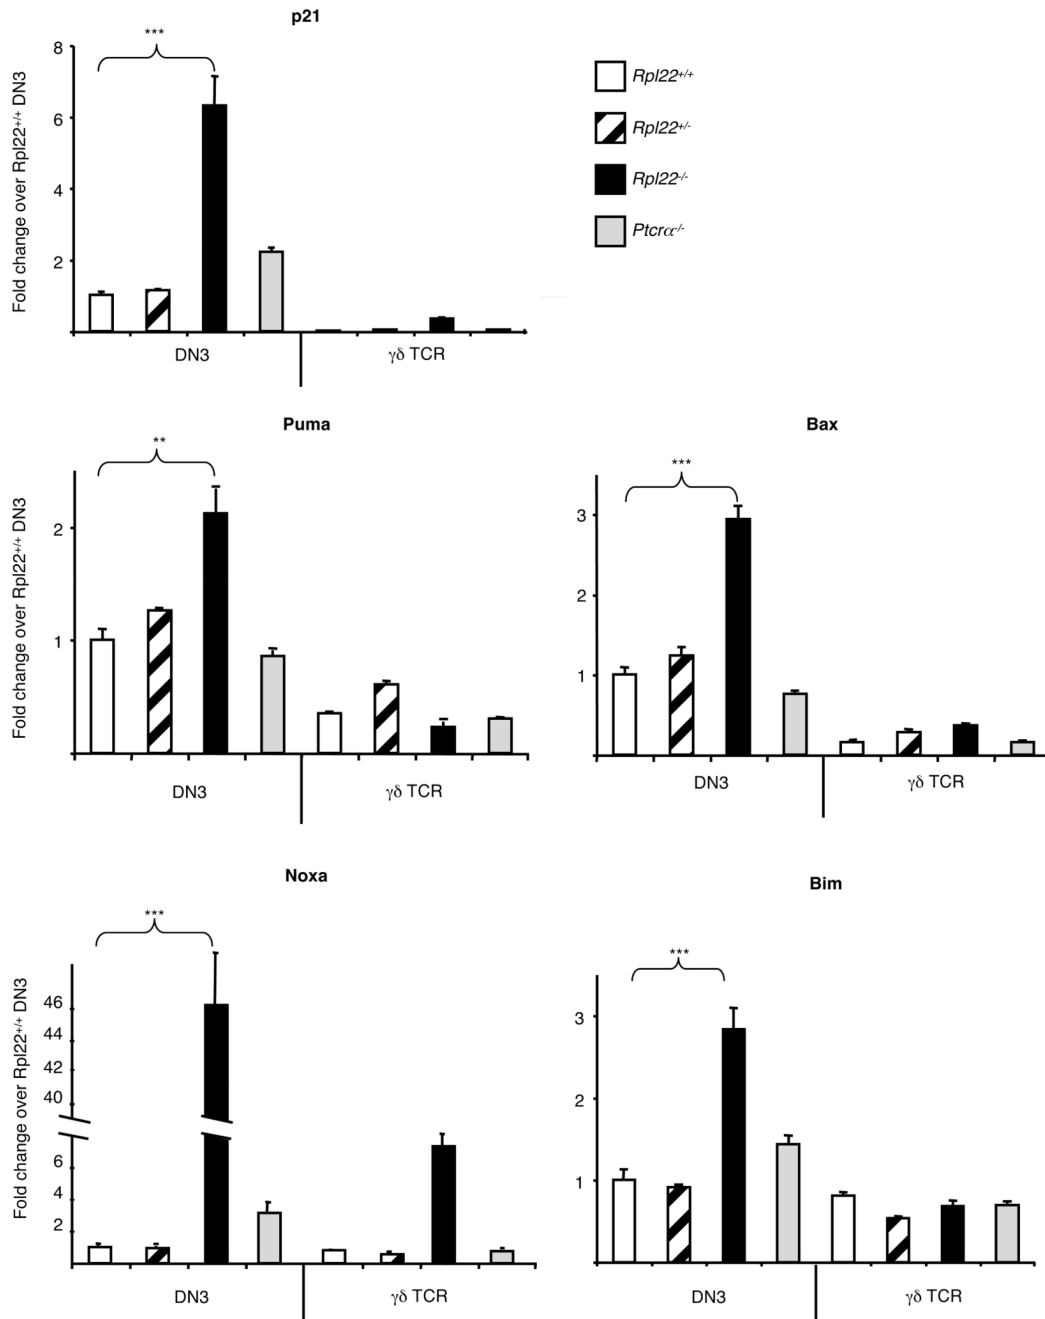 p21
***
Fold change over Rpl22+/+ DN3
8
6
4
2
DN3
γδ TCR
Rpl22+/+
Rpl22+/-
Rpl22-/-
Ptcrα-/-
Puma
**
Fold change over Rpl22+/+ DN3
2
1
DN3
γδ TCR
Bax
***
3
2
1
DN3
γδ TCR
Noxa
***
Fold change over Rpl22+/+ DN3
46
44
42
40
6
4
2
DN3
γδ TCR
Bim
***
3
2
1
DN3
γδ TCR